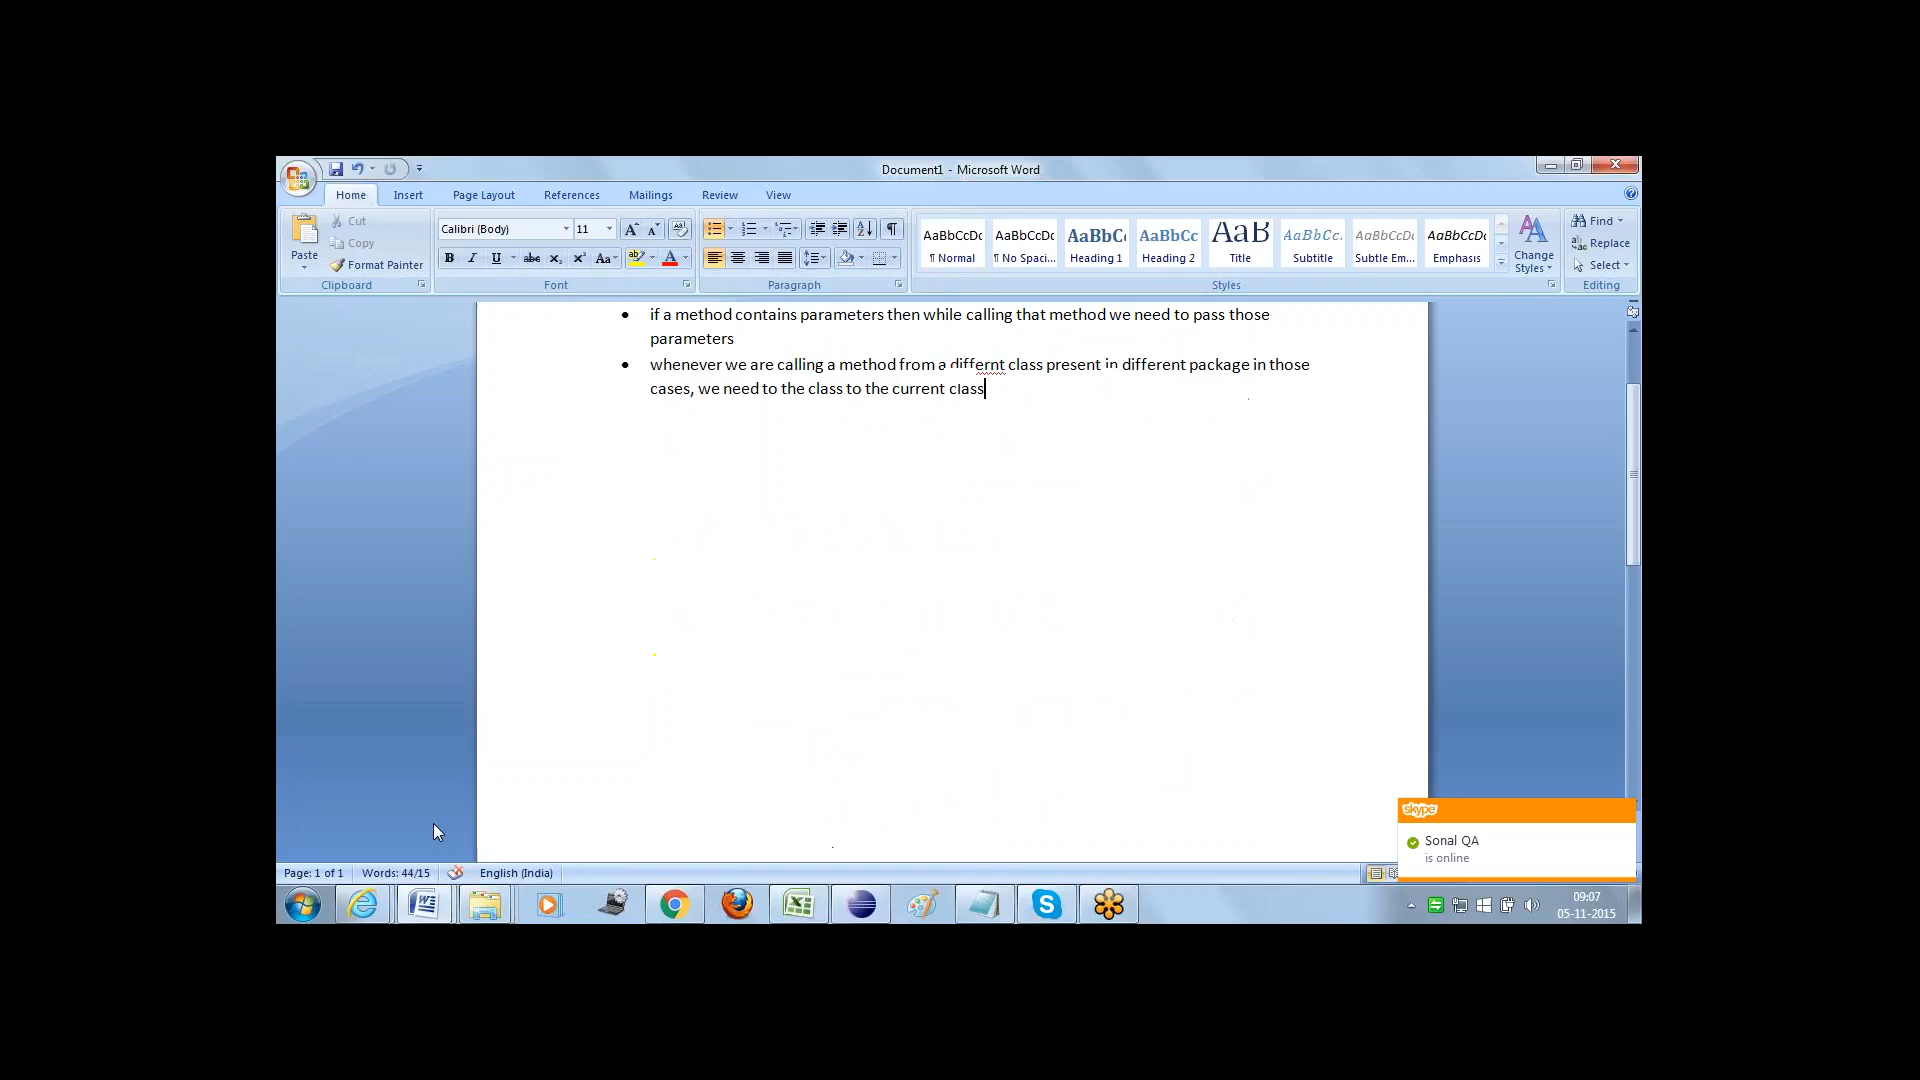 Document1 - Microsoft Word
Home Insert Page Layout References Mailings Review View
Cut
Copy
Format Painter
Paste
Clipboard
Calibri (Body) 11
Font
Paragraph
AaBbCcDc AaBbCcDc AaBbC AaBbCc AaB AaBbCc. AaBbCcDc AaBbCcDc
¶ Normal ¶ No Spaci... Heading 1 Heading 2 Title Subtitle Subtle Em... Emphasis
Change Styles
Styles
Find
Replace
Select
Editing
• if a method contains parameters then while calling that method we need to pass those
parameters
• whenever we are calling a method from a differnt class present in different package in those
cases, we need to the class to the current class
skype
Sonal QA
is online
Page: 1 of 1 Words: 44/15 English (India)
09:07
05-11-2015